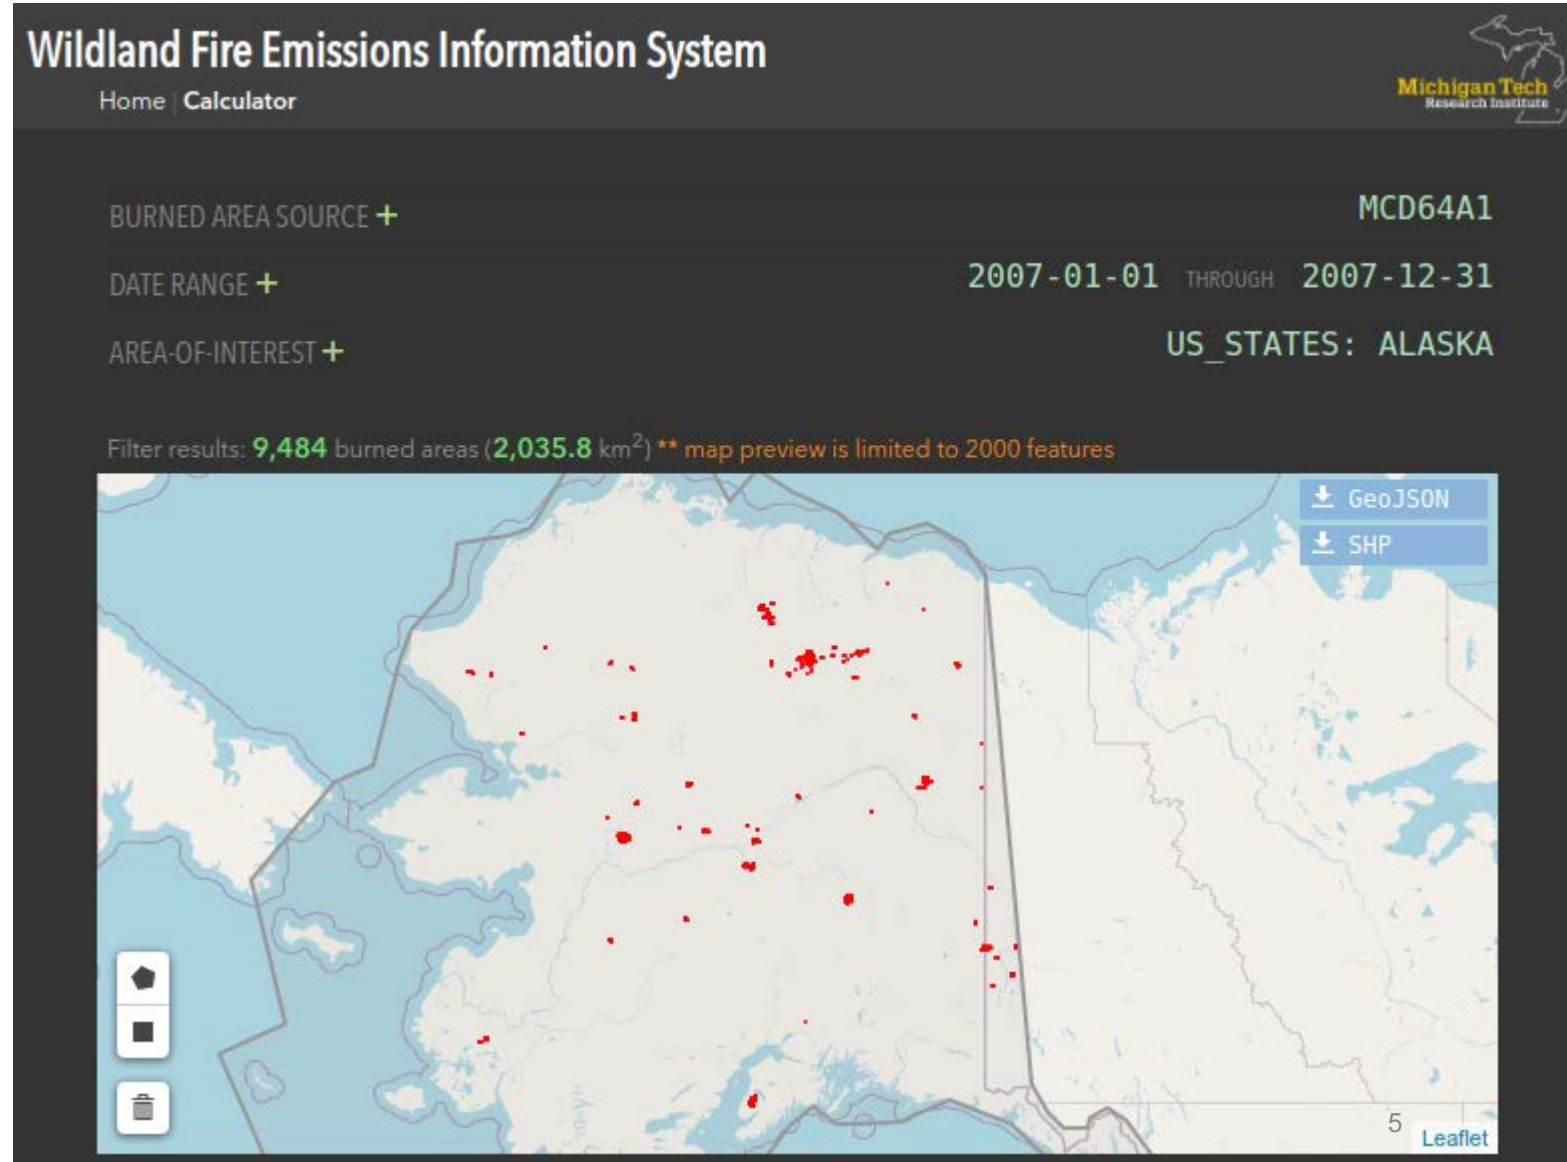 Wildland Fire Emissions Information System
Home | Calculator
Michigan Tech
Research Institute
BURNED AREA SOURCE +
MCD64A1
DATE RANGE +
2007-01-01 THROUGH 2007-12-31
AREA-OF-INTEREST +
US_STATES: ALASKA
Filter results: 9,484 burned areas (2,035.8 km²) ** map preview is limited to 2000 features
GeoJSON
SHP
5
Leaflet